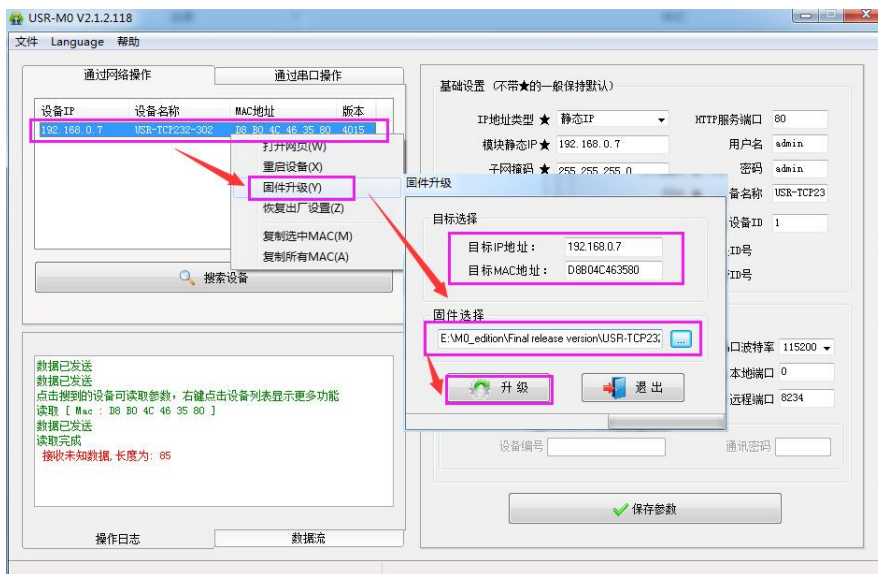 USR-M0 V2.1.2.118
文件 Language 帮助
通过网络操作 通过串口操作
设备IP 设备名称 MAC地址 版本
192.168.0.7 USR-TCP232-302 D8 B0 4C 46 35 80 4015
打开网页(W)
重启设备(X)
固件升级(Y)
恢复出厂设置(Z)
复制选中MAC(M)
复制所有MAC(A)
搜索设备
数据已发送
数据已发送
点击搜到的设备可读取参数，右键点击设备列表显示更多功能
读取 [ Mac : D8 B0 4C 46 35 80 ]
数据已发送
读取完成
接收未知数据,长度为: 85
操作日志 数据流
基础设置（不带★的一般保持默认）
IP地址类型 ★ 静态IP HTTP服务端口 80
模块静态IP★ 192.168.0.7 用户名 admin
子网掩码 ★ 255.255.255.0 密码 admin
备名称 USR-TCP23
设备ID 1
ID号
ID号
固件升级
目标选择
目标IP地址： 192.168.0.7
目标MAC地址： D8B04C463580
固件选择
E:\M0_edition\Final release version\USR-TCP23 ...
升 级 退 出
口波特率 115200
本地端口 0
远程端口 8234
设备编号 通讯密码
保存参数